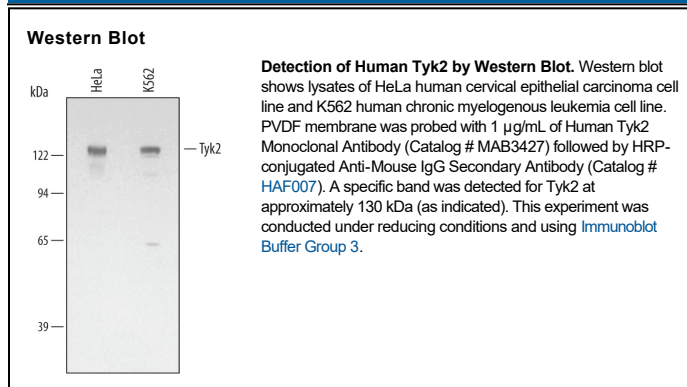 Western Blot
kDa
HeLa
K562
122
Tyk2
94
65
39
Detection of Human Tyk2 by Western Blot. Western blot
shows lysates of HeLa human cervical epithelial carcinoma cell
line and K562 human chronic myelogenous leukemia cell line.
PVDF membrane was probed with 1 µg/mL of Human Tyk2
Monoclonal Antibody (Catalog # MAB3427) followed by HRP-
conjugated Anti-Mouse IgG Secondary Antibody (Catalog #
HAF007). A specific band was detected for Tyk2 at
approximately 130 kDa (as indicated). This experiment was
conducted under reducing conditions and using Immunoblot
Buffer Group 3.